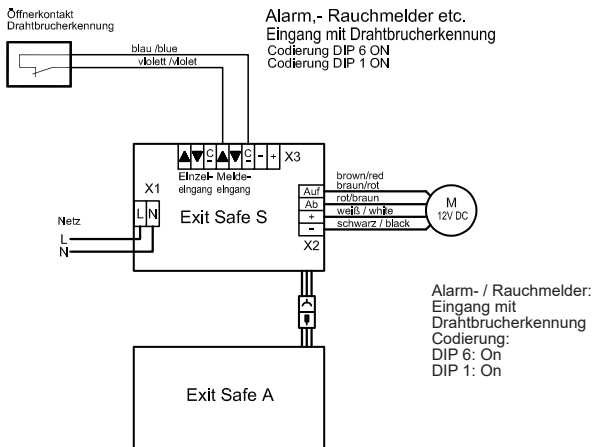 Öffnerkontakt
Drahtbrucherkennung
Alarm,- Rauchmelder etc.
Eingang mit Drahtbrucherkennung
Codierung DIP 6 ON
Codierung DIP 1 ON
blau /blue
violett /violet
C C - +
- -
X3
Einzel- Melde-
eingang eingang
X1
L N
Netz
L
N
Exit Safe S
Auf
Ab
+
-
X2
brown/red
braun/rot
rot/braun
weiß / white
schwarz / black
M
12V DC
Alarm- / Rauchmelder:
Eingang mit
Drahtbrucherkennung
Codierung:
DIP 6: On
DIP 1: On
Exit Safe A